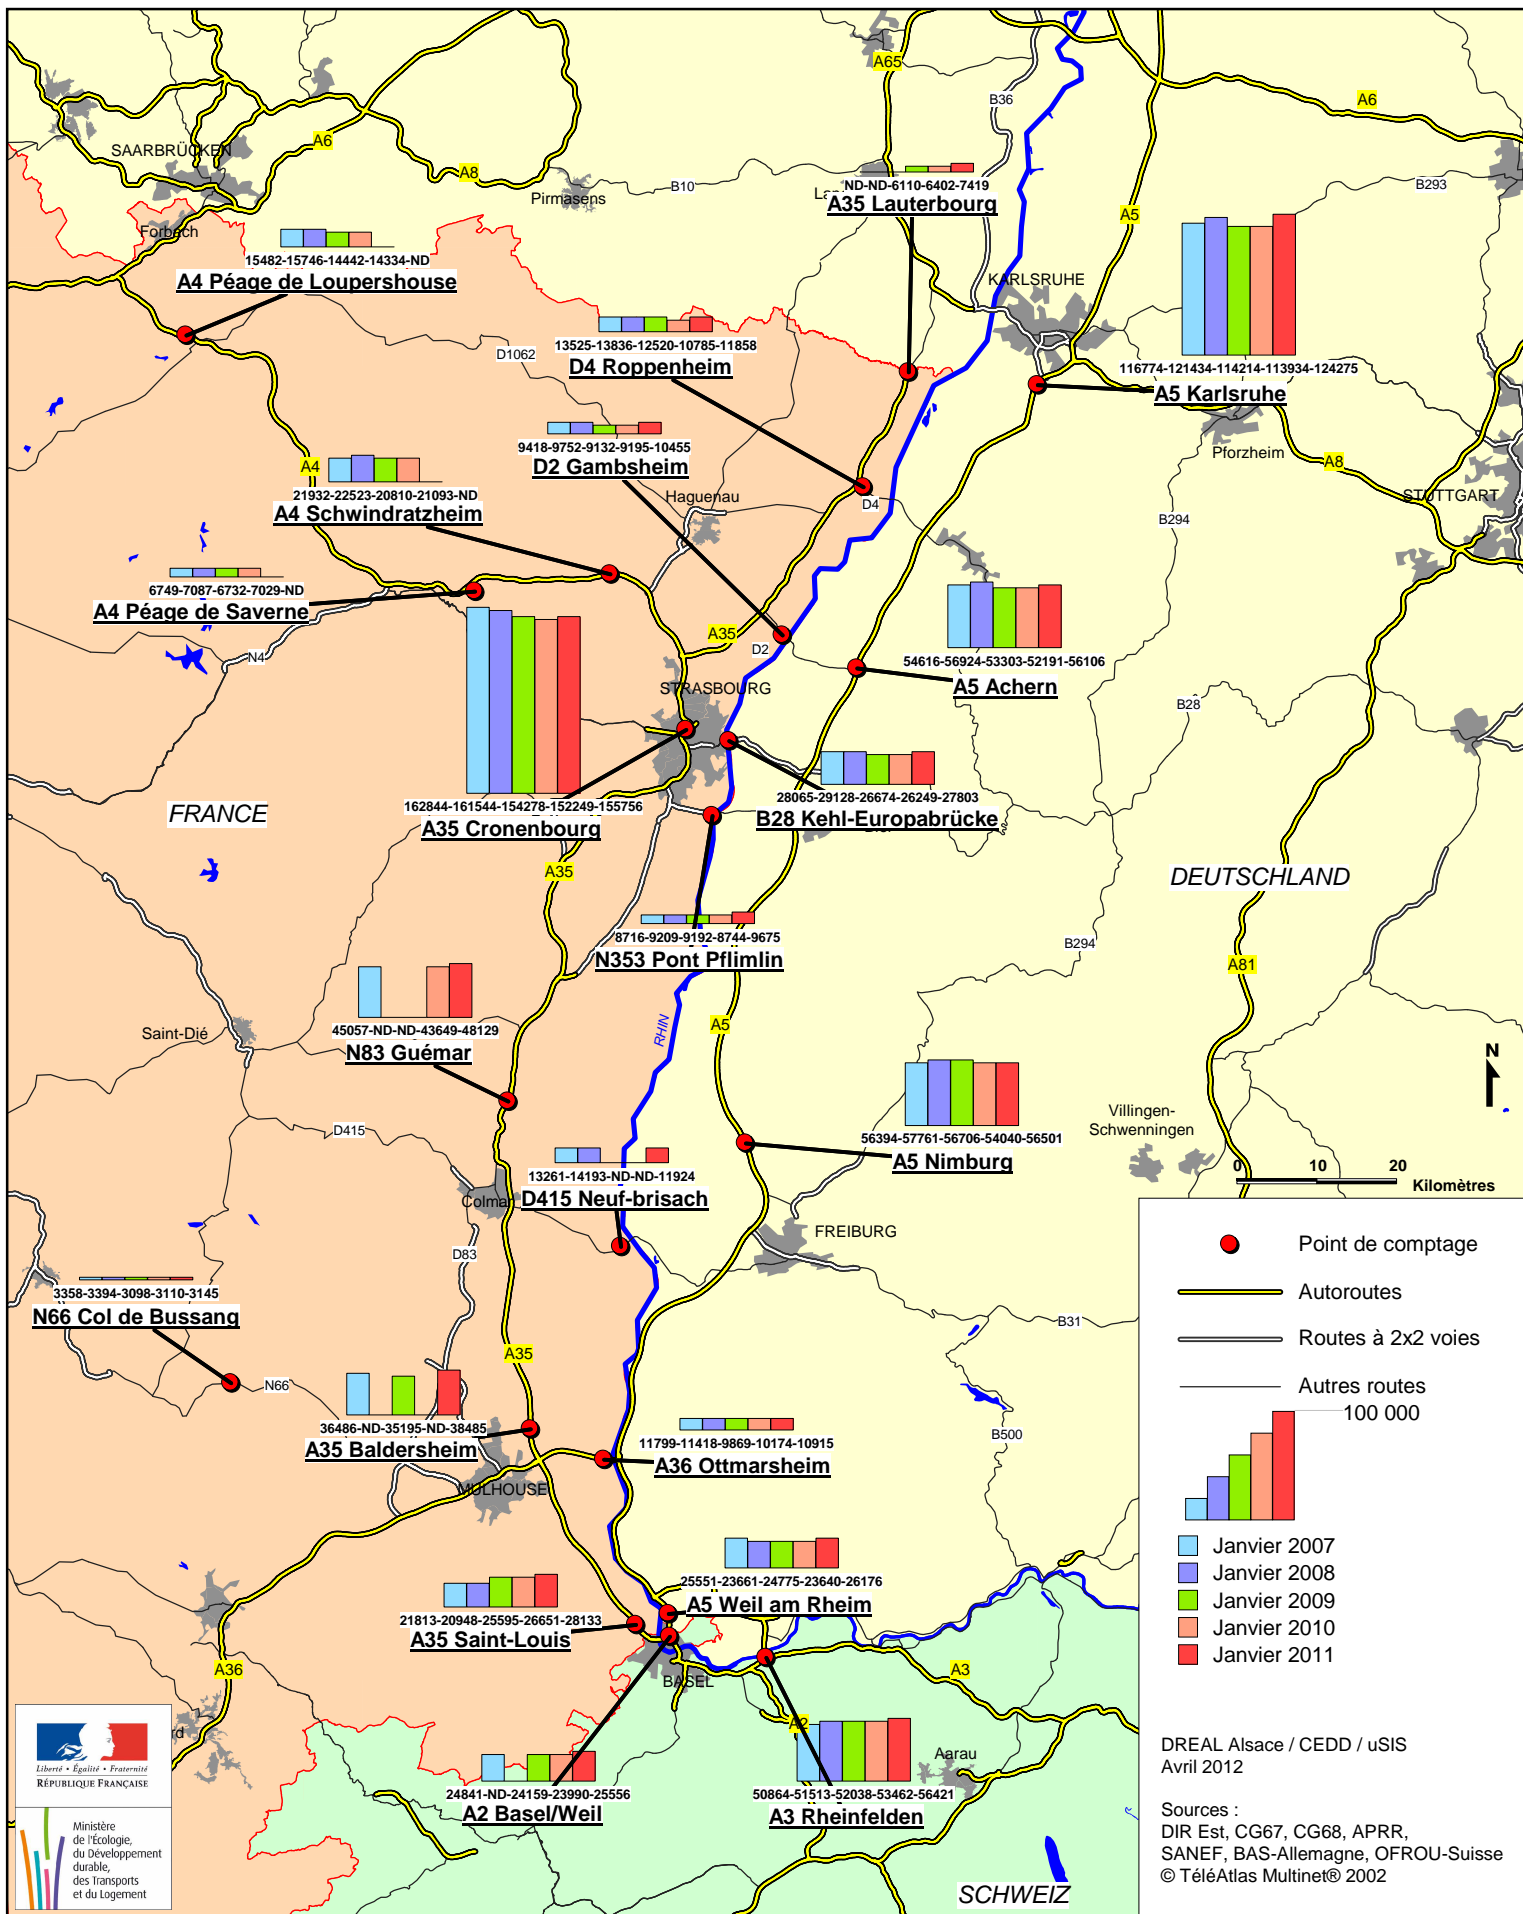 A65
B36
A6
SAARBRÜCKEN
A6
A8
Pirmasens
B10
ND-ND-6110-6402-7419
A35 Lauterbourg
B293
A5
Forbach
15482-15746-14442-14334-ND
A4 Péage de Loupershouse
KARLSRUHE
13525-13836-12520-10785-11858
D4 Roppenheim
D1062
116774-121434-114214-113934-124275
A5 Karlsruhe
9418-9752-9132-9195-10455
D2 Gambsheim
Pforzheim
A8
A4
21932-22523-20810-21093-ND
A4 Schwindratzheim
Haguenau
D4
STUTTGART
B294
6749-7087-6732-7029-ND
A4 Péage de Saverne
A35
D2
N4
54616-56924-53303-52191-56106
A5 Achern
STRASBOURG
B28
162844-161544-154278-152249-155756
A35 Cronenbourg
28065-29128-26674-26249-27803
B28 Kehl-Europabrücke
FRANCE
A35
DEUTSCHLAND
8716-9209-9192-8744-9675
N353 Pont Pflimlin
B294
A81
45057-ND-ND-43649-48129
N83 Guémar
Saint-Dié
RHIN
A5
56394-57761-56706-54040-56501
A5 Nimburg
N
Villingen-
Schwenningen
D415
13261-14193-ND-ND-11924
D415 Neuf-brisach
Colmar
0 10 20
Kilomètres
FREIBURG
D83
3358-3394-3098-3110-3145
N66 Col de Bussang
B31
A35
N66
36486-ND-35195-ND-38485
A35 Baldersheim
MULHOUSE
11799-11418-9869-10174-10915
A36 Ottmarsheim
B500
25551-23661-24775-23640-26176
A5 Weil am Rheim
21813-20948-25595-26651-28133
A35 Saint-Louis
A36
BASEL
A3
A2
Aarau
24841-ND-24159-23990-25556
A2 Basel/Weil
50864-51513-52038-53462-56421
A3 Rheinfelden
SCHWEIZ
Point de comptage
Autoroutes
Routes à 2x2 voies
Autres routes
100 000
Janvier 2007
Janvier 2008
Janvier 2009
Janvier 2010
Janvier 2011
DREAL Alsace / CEDD / uSIS
Avril 2012
Sources :
DIR Est, CG67, CG68, APRR,
SANEF, BAS-Allemagne, OFROU-Suisse
© TéléAtlas Multinet® 2002
Liberté • Égalité • Fraternité
RÉPUBLIQUE FRANÇAISE
Ministère
de l'Écologie,
du Développement
durable,
des Transports
et du Logement